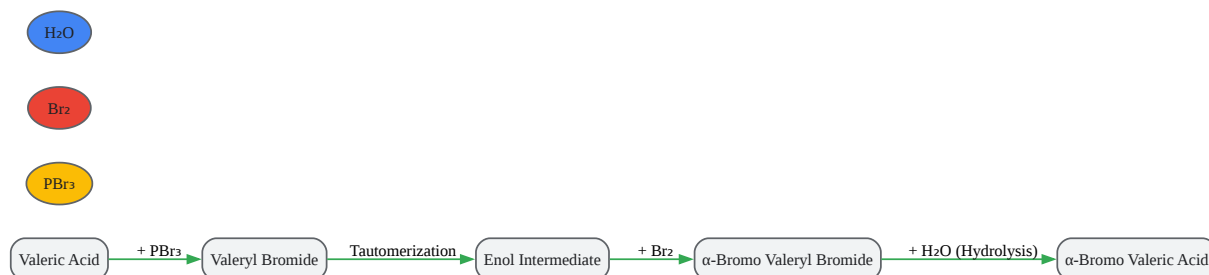 H₂O
Br₂
PBr₃
Valeric Acid
+ PBr₃
Valeryl Bromide
Tautomerization
Enol Intermediate
+ Br₂
α-Bromo Valeryl Bromide
+ H₂O (Hydrolysis)
α-Bromo Valeric Acid